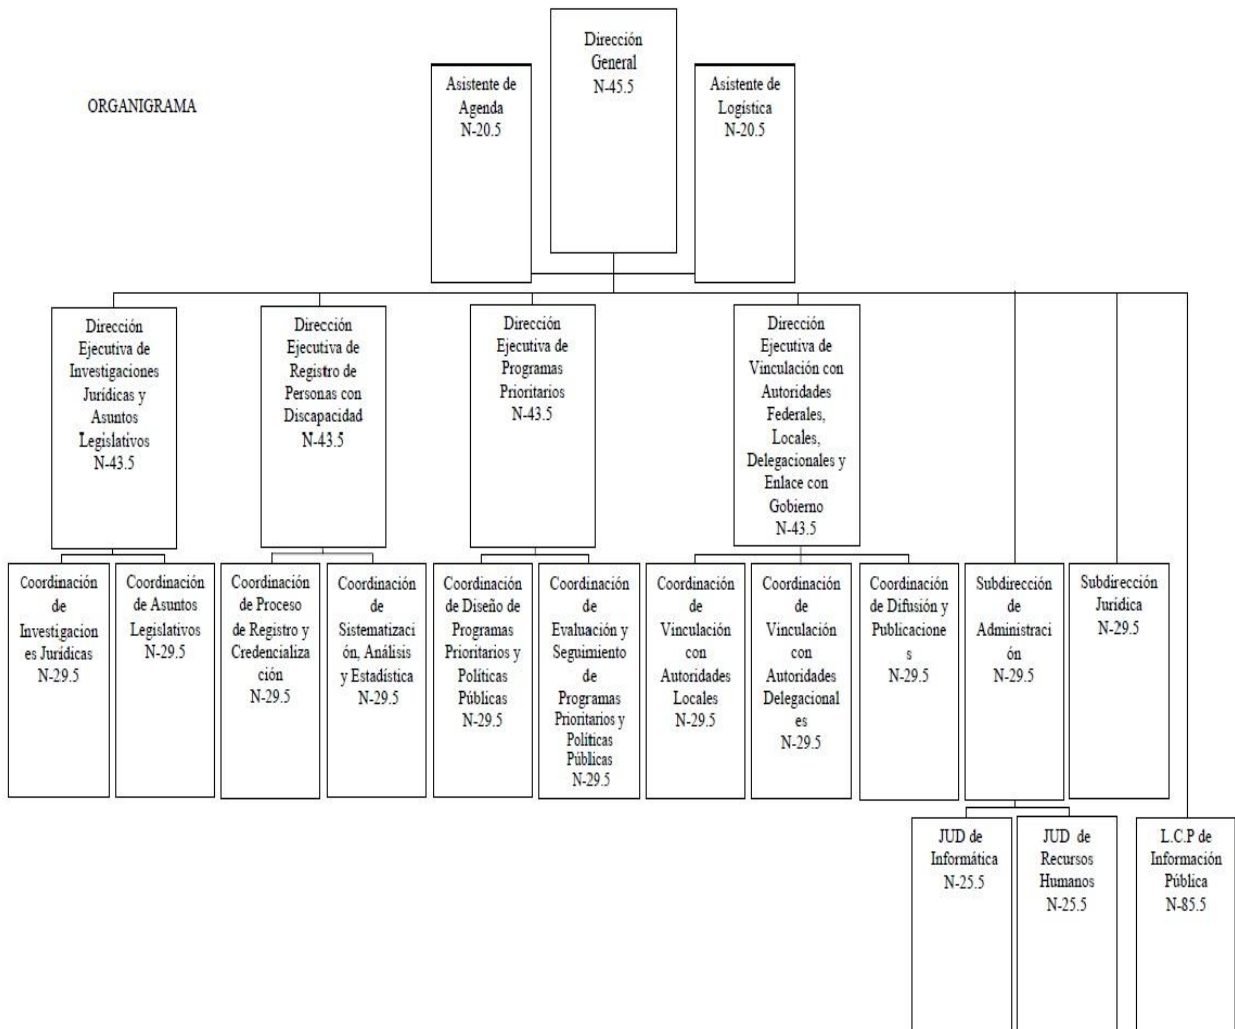 Dirección
General
N-45.5
Asistente de
Agenda
N-20.5
Asistente de
Logística
N-20.5
ORGANIGRAMA
Dirección
Ejecutiva de
Investigaciones
Jurídicas y
Asuntos
Legislativos
N-43.5
Dirección
Ejecutiva de
Registro de
Personas con
Discapacidad
N-43.5
Dirección
Ejecutiva de
Programas
Prioritarios
N-43.5
Dirección
Ejecutiva de
Vinculación con
Autoridades
Federales,
Locales,
Delegacionales y
Enlace con
Gobierno
N-43.5
Coordinación
de
Investigacion
es Jurídicas
N-29.5
Coordinación
de Asuntos
Legislativos
N-29.5
Coordinación
de Proceso
de Registro y
Credencializa
ción
N-29.5
Coordinación
de
Sistematizaci
ón, Análisis
y Estadística
N-29.5
Coordinación
de Diseño de
Programas
Prioritarios y
Políticas
Públicas
N-29.5
Coordinación
de
Evaluación y
Seguimiento
de
Programas
Prioritarios y
Políticas
Públicas
N-29.5
Coordinación
de
Vinculación
con
Autoridades
Locales
N-29.5
Coordinación
de
Vinculación
con
Autoridades
Delegacional
es
N-29.5
Coordinación
de Difusión y
Publicacione
s
N-29.5
Subdirección
de
Administraci
ón
N-29.5
Subdirección
Jurídica
N-29.5
JUD de
Informática
N-25.5
JUD de
Recursos
Humanos
N-25.5
L.C.P de
Información
Pública
N-85.5